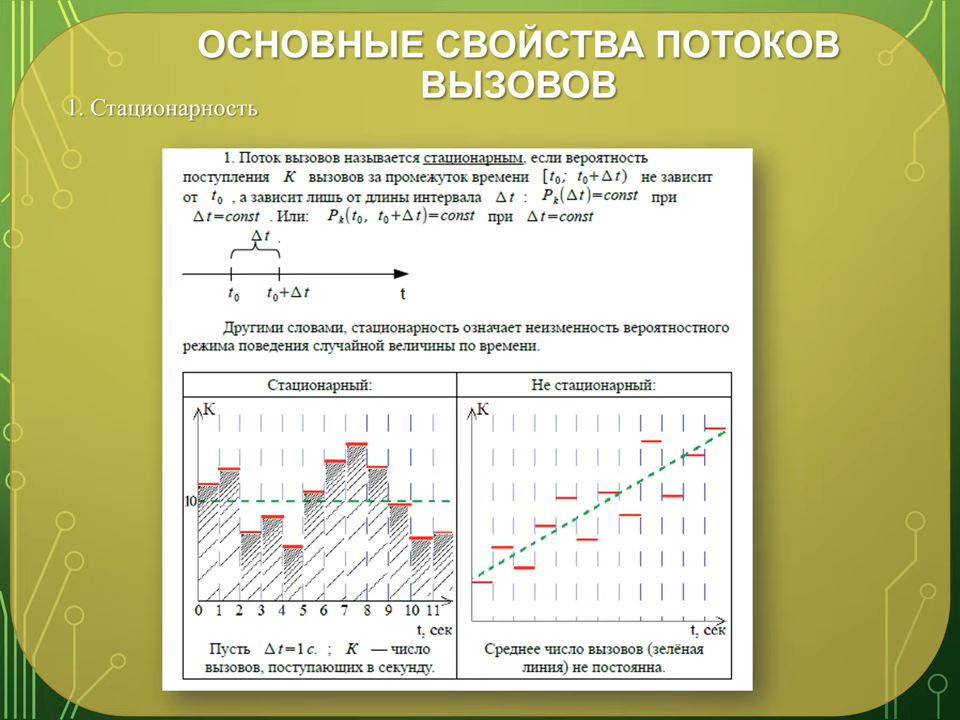 ОСНОВНЫЕ СВОЙСТВА ПОТОКОВ
ВЫЗОВОВ
1. Стационарность
1. Поток вызовов называется стационарным, если вероятность
поступления K вызовов за промежуток времени [t₀; t₀+Δt) не зависит
от t₀ , а зависит лишь от длины интервала Δt : Pₖ(Δt)=const при
Δt=const . Или: Pₖ(t₀, t₀+Δt)=const при Δt=const
Δt .
t₀ t₀+Δt t
Другими словами, стационарность означает неизменность вероятностного
режима поведения случайной величины по времени.
Стационарный:
K
10
0 1 2 3 4 5 6 7 8 9 10 11
t, сек
Пусть Δt=1с. ; K — число
вызовов, поступающих в секунду.
Не стационарный:
K
t, сек
Среднее число вызовов (зелёная
линия) не постоянна.